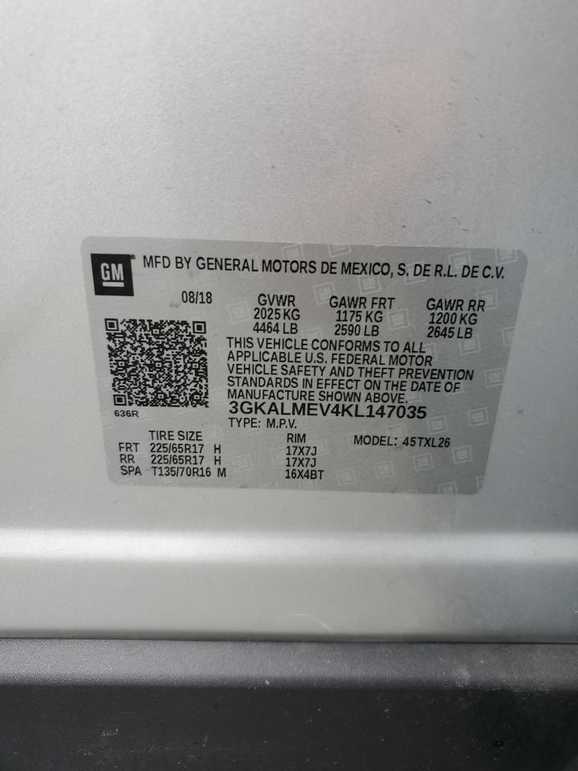 GM
MFD BY GENERAL MOTORS DE MEXICO, S. DE R.L. DE C.V.
08/18 GVWR GAWR FRT GAWR RR
2025 KG 1175 KG 1200 KG
4464 LB 2590 LB 2645 LB
THIS VEHICLE CONFORMS TO ALL
APPLICABLE U.S. FEDERAL MOTOR
VEHICLE SAFETY AND THEFT PREVENTION
STANDARDS IN EFFECT ON THE DATE OF
MANUFACTURE SHOWN ABOVE.
636R
3GKALMEV4KL147035
TYPE: M.P.V.
TIRE SIZE RIM MODEL: 45TXL26
FRT 225/65R17 H 17X7J
RR 225/65R17 H 17X7J
SPA T135/70R16 M 16X4BT